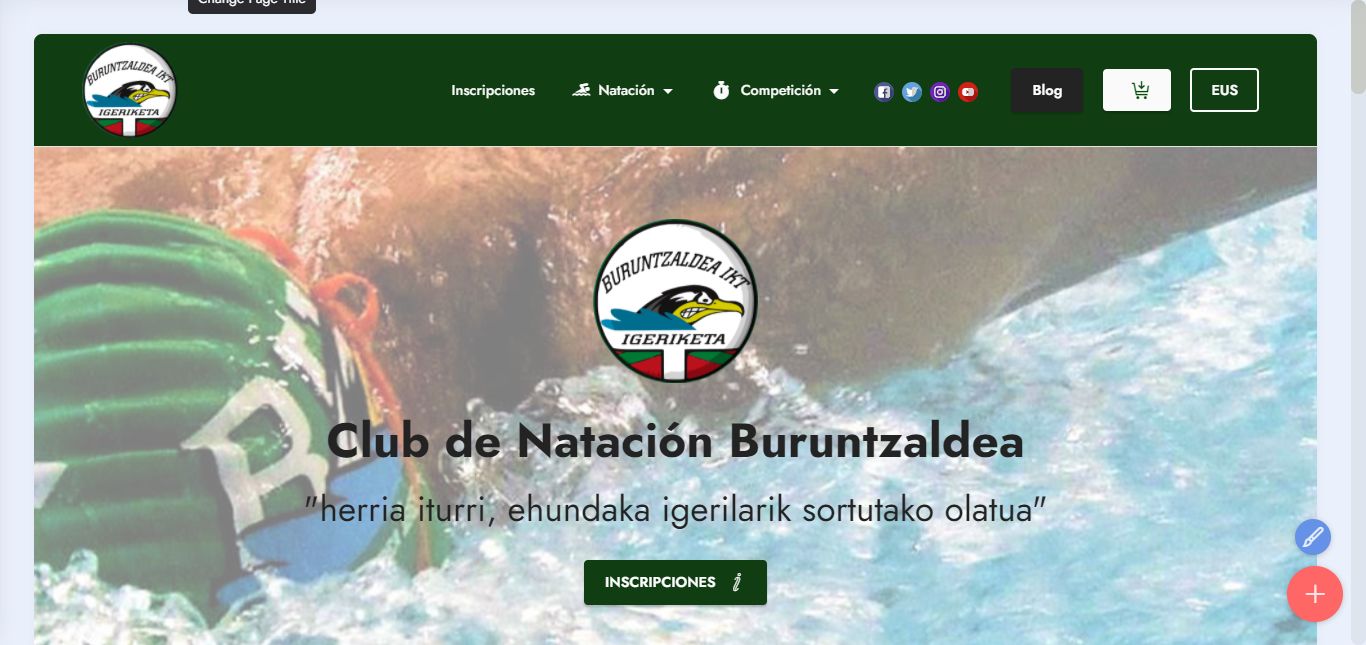 Change Page Title
BURUNTZALDEA IKT
IGERIKETA
Inscripciones
Natación
Competición
Blog
EUS
BURUNTZALDEA IKT
IGERIKETA
Club de Natación Buruntzaldea
"herria iturri, ehundaka igerilarik sortutako olatua"
INSCRIPCIONES